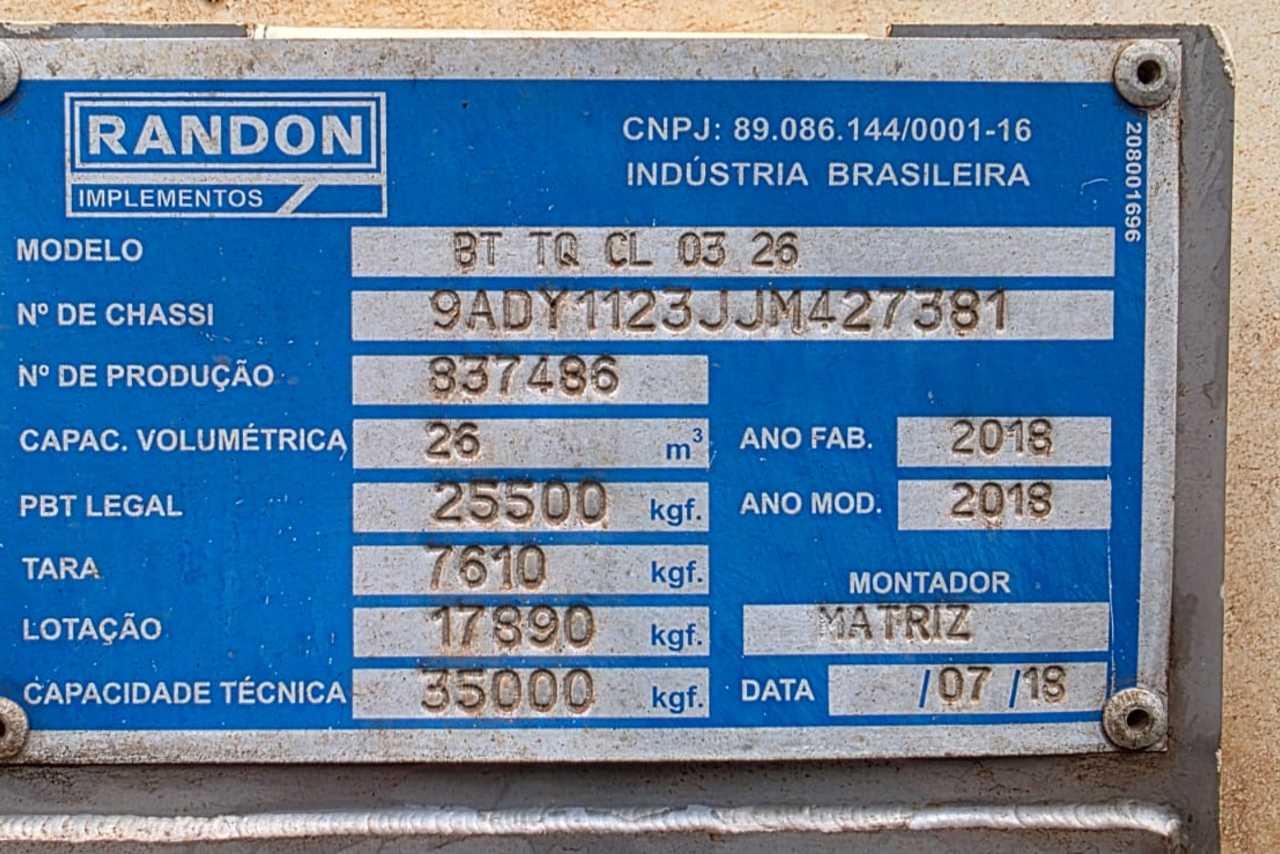 RANDON
IMPLEMENTOS
CNPJ: 89.086.144/0001-16
INDÚSTRIA BRASILEIRA
208001696
MODELO BT TQ CL 03 26
Nº DE CHASSI 9ADY1123JJM427381
Nº DE PRODUÇÃO 837486
CAPAC. VOLUMÉTRICA 26 m³ ANO FAB. 2018
PBT LEGAL 25500 kgf. ANO MOD. 2018
TARA 7610 kgf.
MONTADOR
LOTAÇÃO 17890 kgf. MATRIZ
CAPACIDADE TÉCNICA 35000 kgf. DATA /07 /18